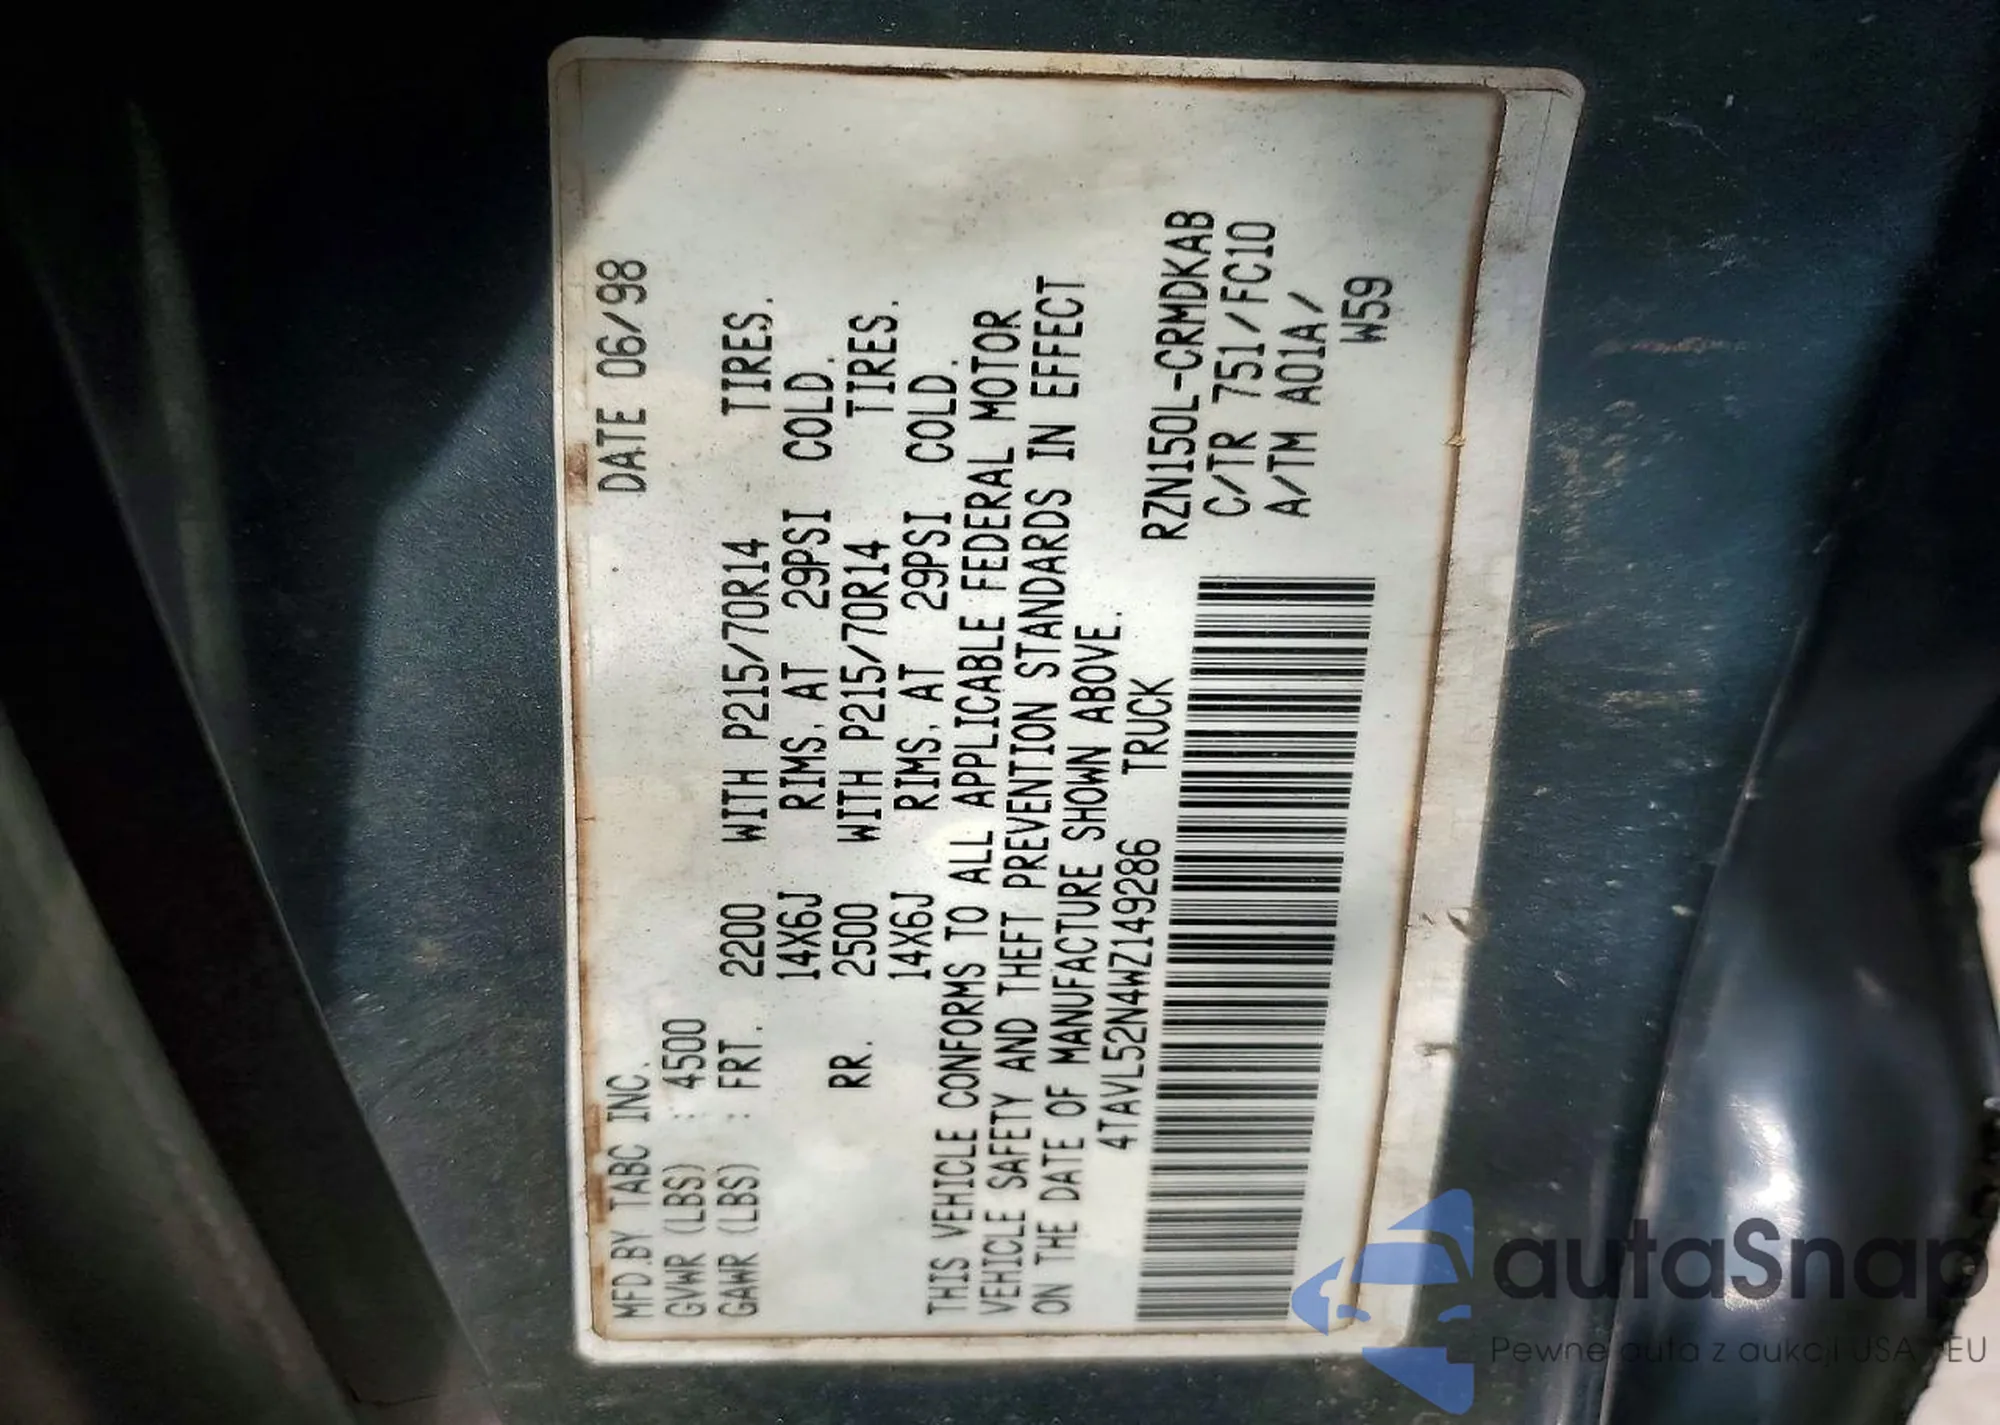 MFD.BY TABC INC. DATE 06/98
GVWR (LBS) : 4500
GAWR (LBS) : FRT. 2200 WITH P215/70R14 TIRES.
14X6J RIMS, AT 29PSI COLD.
RR. 2500 WITH P215/70R14 TIRES.
14X6J RIMS, AT 29PSI COLD.
THIS VEHICLE CONFORMS TO ALL APPLICABLE FEDERAL MOTOR
VEHICLE SAFETY AND THEFT PREVENTION STANDARDS IN EFFECT
ON THE DATE OF MANUFACTURE SHOWN ABOVE.
4TAVL52N4WZ149286 TRUCK
RZN150L-CRMDKAB
C/TR 751/FC10
A/TM A01A/
W59
autaSnap
Pewne auta z aukcji USA i EU